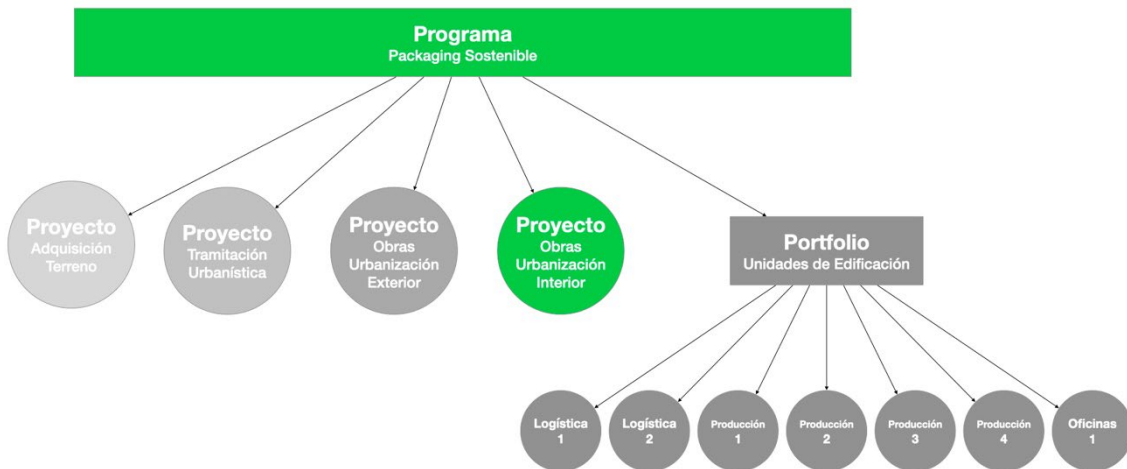 Programa
Packaging Sostenible
Proyecto
Adquisición
Terreno
Proyecto
Tramitación
Urbanística
Proyecto
Obras
Urbanización
Exterior
Proyecto
Obras
Urbanización
Interior
Portfolio
Unidades de Edificación
Logística
1
Logística
2
Producción
1
Producción
2
Producción
3
Producción
4
Oficinas
1